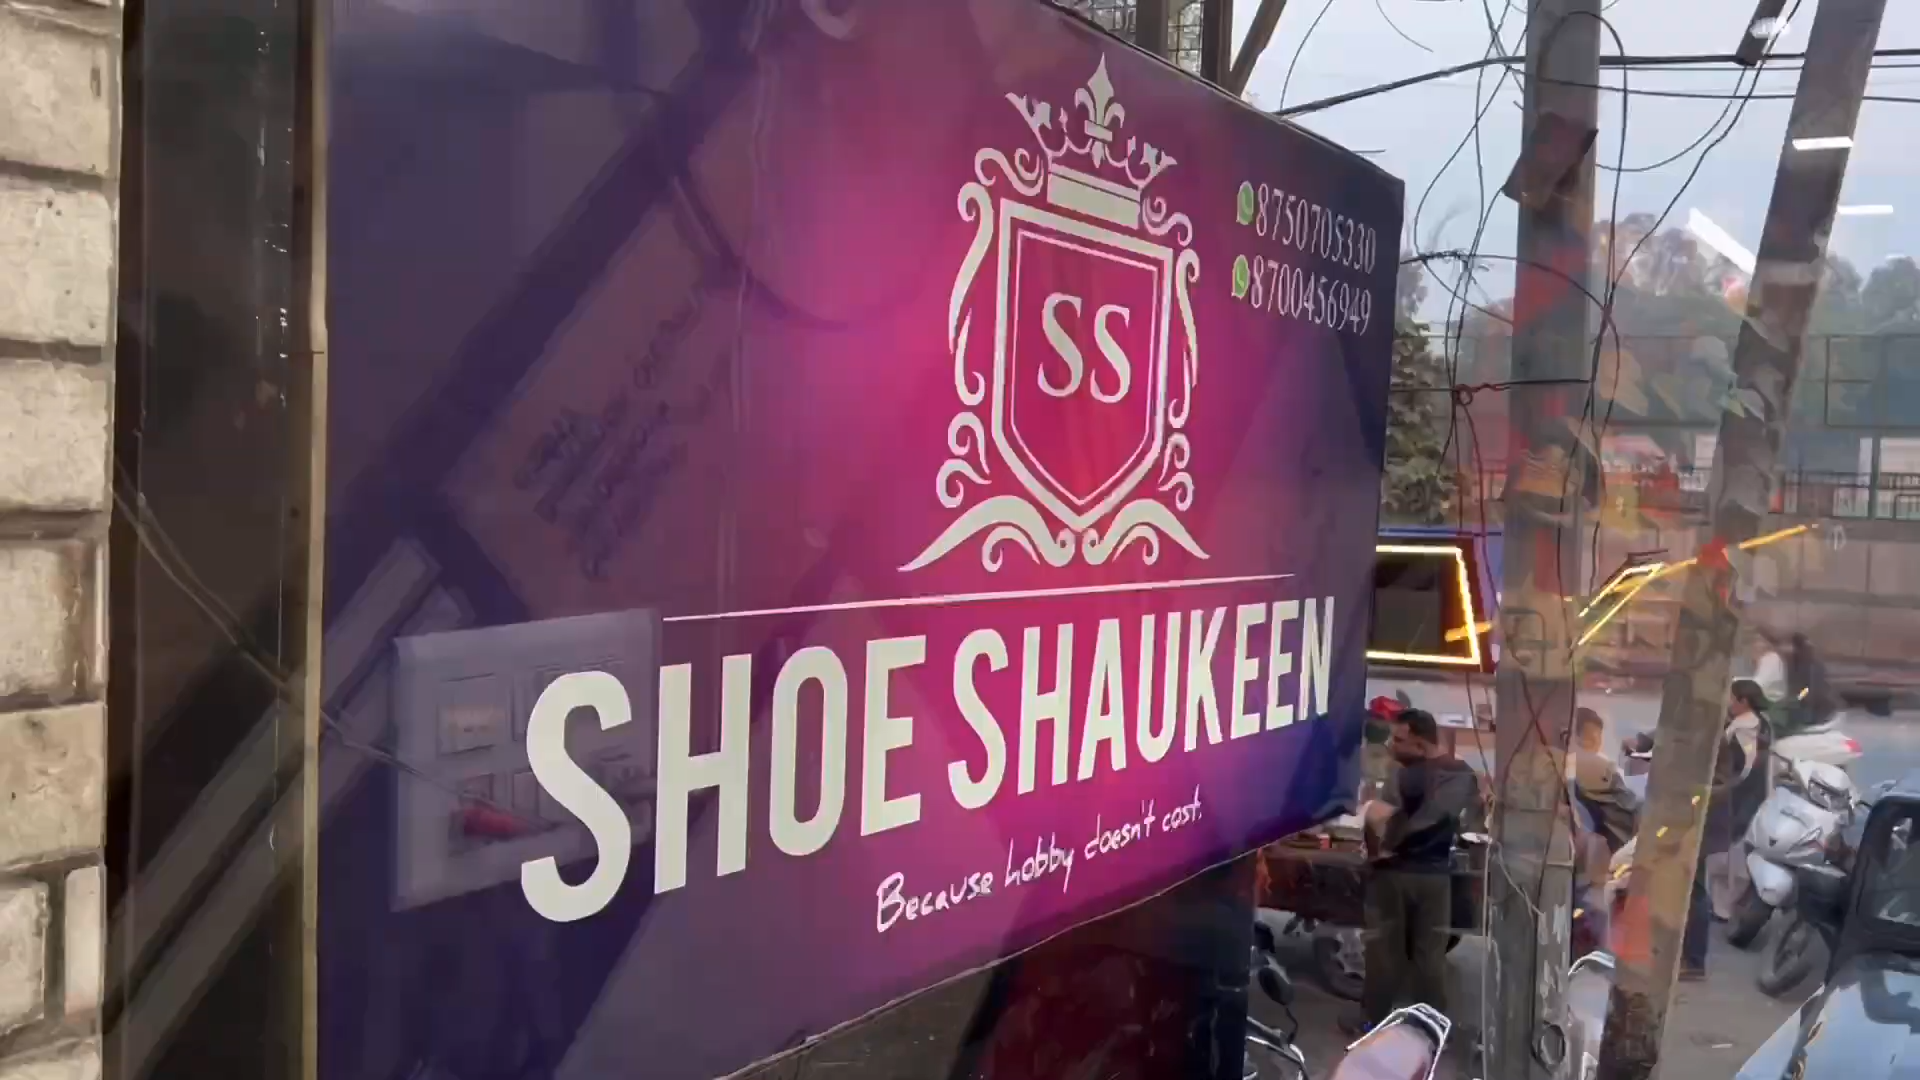 8750705330
8700456949
SS
SHOE SHAUKEEN
Because hobby doesn't cost.